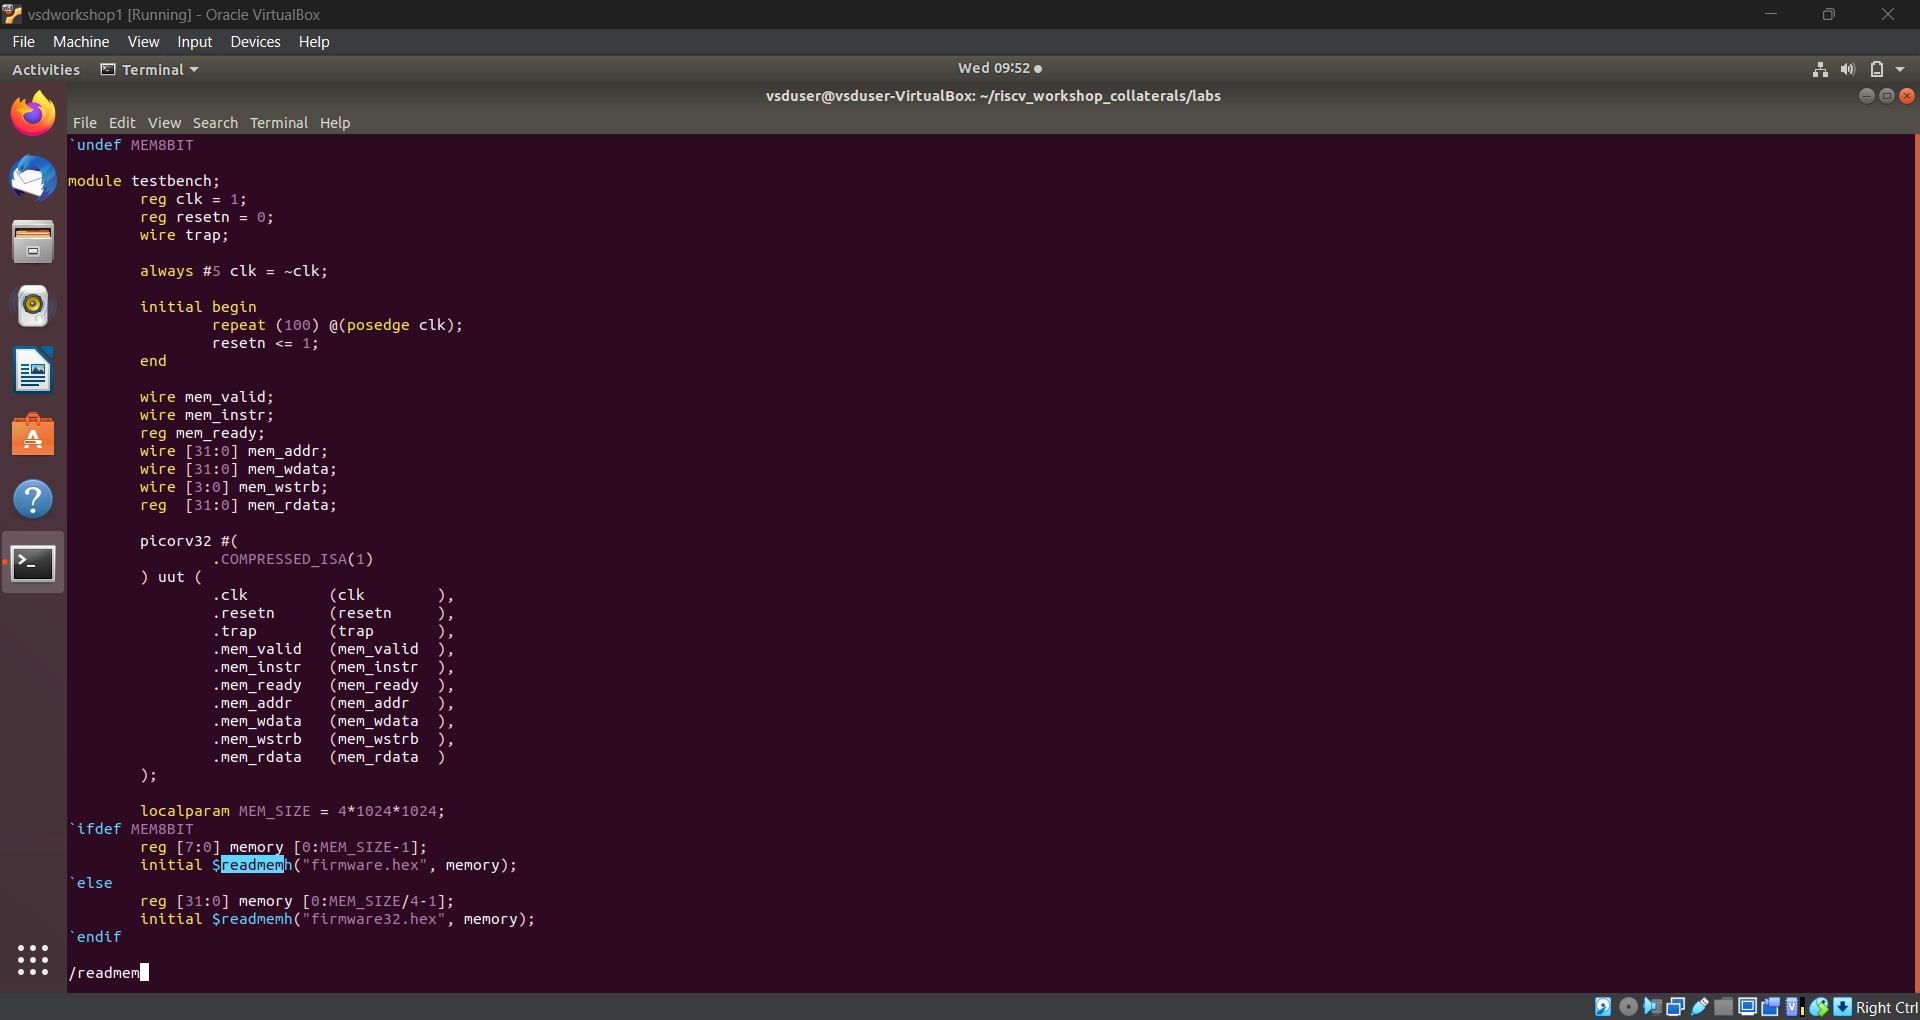 vsdworkshop1 [Running] - Oracle VirtualBox
File Machine View Input Devices Help
Activities Terminal Wed 09:52
vsduser@vsduser-VirtualBox: ~/riscv_workshop_collaterals/labs
File Edit View Search Terminal Help
`undef MEM8BIT
module testbench;
reg clk = 1;
reg resetn = 0;
wire trap;
always #5 clk = ~clk;
initial begin
repeat (100) @(posedge clk);
resetn <= 1;
end
wire mem_valid;
wire mem_instr;
reg mem_ready;
wire [31:0] mem_addr;
wire [31:0] mem_wdata;
wire [3:0] mem_wstrb;
reg  [31:0] mem_rdata;
picorv32 #(
.COMPRESSED_ISA(1)
) uut (
.clk         (clk        ),
.resetn      (resetn     ),
.trap        (trap       ),
.mem_valid   (mem_valid  ),
.mem_instr   (mem_instr  ),
.mem_ready   (mem_ready  ),
.mem_addr    (mem_addr   ),
.mem_wdata   (mem_wdata  ),
.mem_wstrb   (mem_wstrb  ),
.mem_rdata   (mem_rdata  )
);
localparam MEM_SIZE = 4*1024*1024;
`ifdef MEM8BIT
reg [7:0] memory [0:MEM_SIZE-1];
initial $readmemh("firmware.hex", memory);
`else
reg [31:0] memory [0:MEM_SIZE/4-1];
initial $readmemh("firmware32.hex", memory);
`endif
/readmem
Right Ctrl